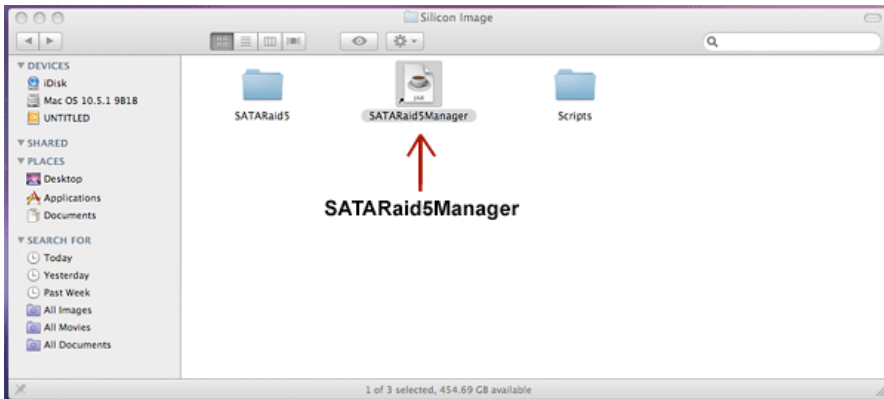 Silicon Image
DEVICES
iDisk
Mac OS 10.5.1 9B18
UNTITLED
SHARED
PLACES
Desktop
Applications
Documents
SEARCH FOR
Today
Yesterday
Past Week
All Images
All Movies
All Documents
SATARaid5
JAR
SATARaid5Manager
Scripts
SATARaid5Manager
1 of 3 selected, 454.69 GB available